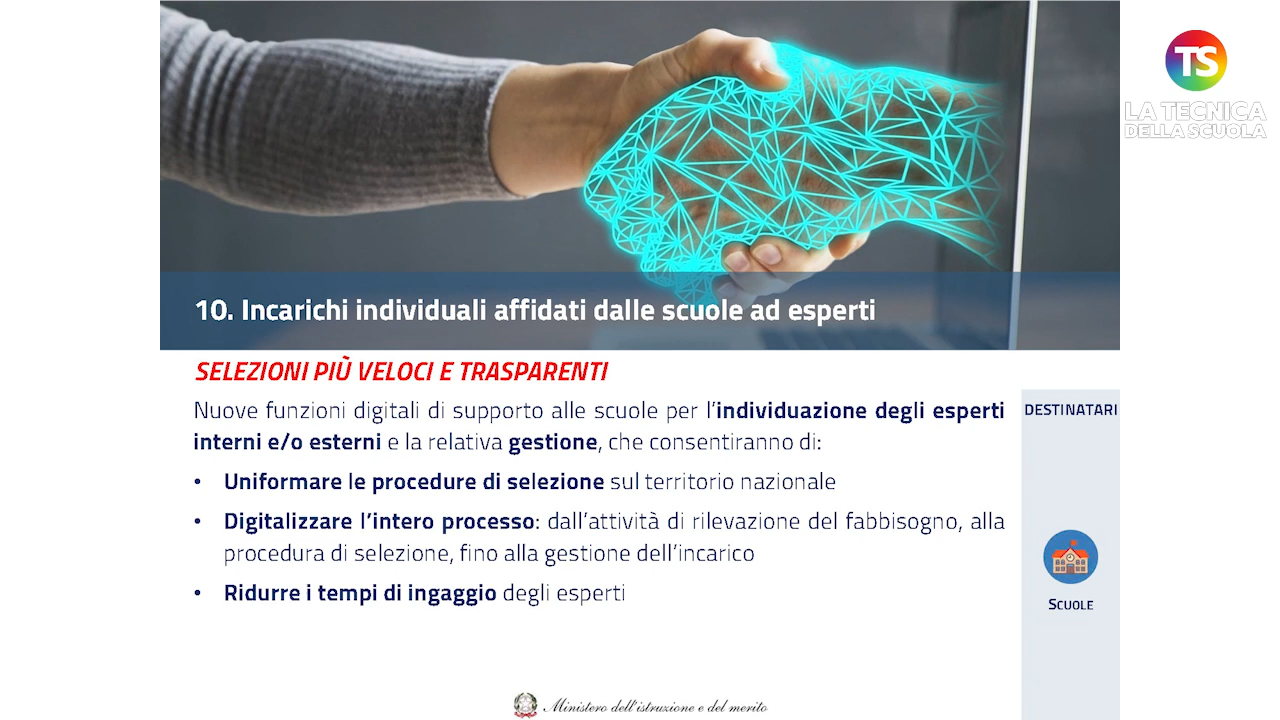 TS
LA TECNICA
DELLA SCUOLA
10. Incarichi individuali affidati dalle scuole ad esperti
SELEZIONI PIÙ VELOCI E TRASPARENTI
Nuove funzioni digitali di supporto alle scuole per l’individuazione degli esperti
interni e/o esterni e la relativa gestione, che consentiranno di:
• Uniformare le procedure di selezione sul territorio nazionale
• Digitalizzare l’intero processo: dall’attività di rilevazione del fabbisogno, alla
procedura di selezione, fino alla gestione dell’incarico
• Ridurre i tempi di ingaggio degli esperti
DESTINATARI
SCUOLE
Ministero dell’istruzione e del merito